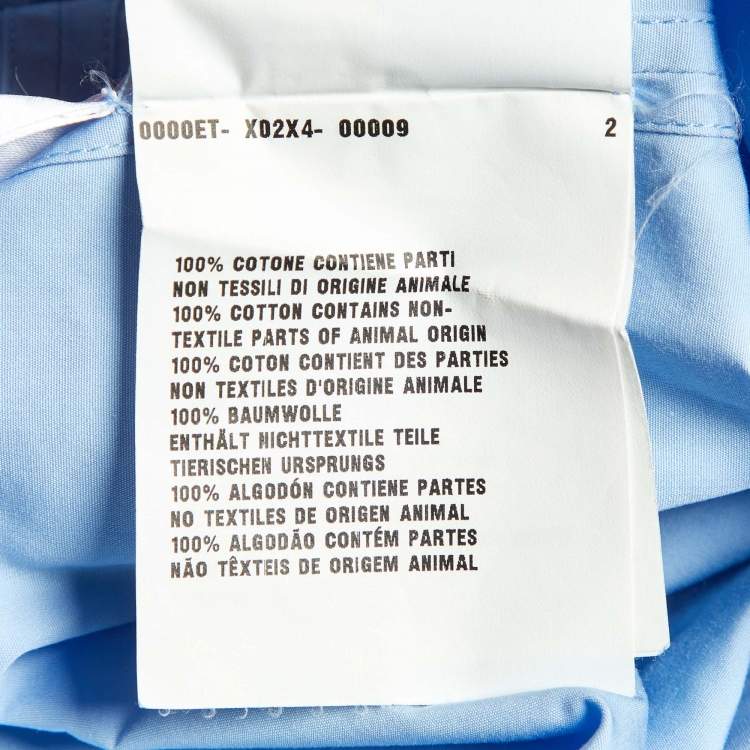 0000ET- X02X4- 00009 2
100% COTONE CONTIENE PARTI
NON TESSILI DI ORIGINE ANIMALE
100% COTTON CONTAINS NON-
TEXTILE PARTS OF ANIMAL ORIGIN
100% COTON CONTIENT DES PARTIES
NON TEXTILES D'ORIGINE ANIMALE
100% BAUMWOLLE
ENTHÄLT NICHTTEXTILE TEILE
TIERISCHEN URSPRUNGS
100% ALGODÓN CONTIENE PARTES
NO TEXTILES DE ORIGEN ANIMAL
100% ALGODÃO CONTÉM PARTES
NÃO TÊXTEIS DE ORIGEM ANIMAL